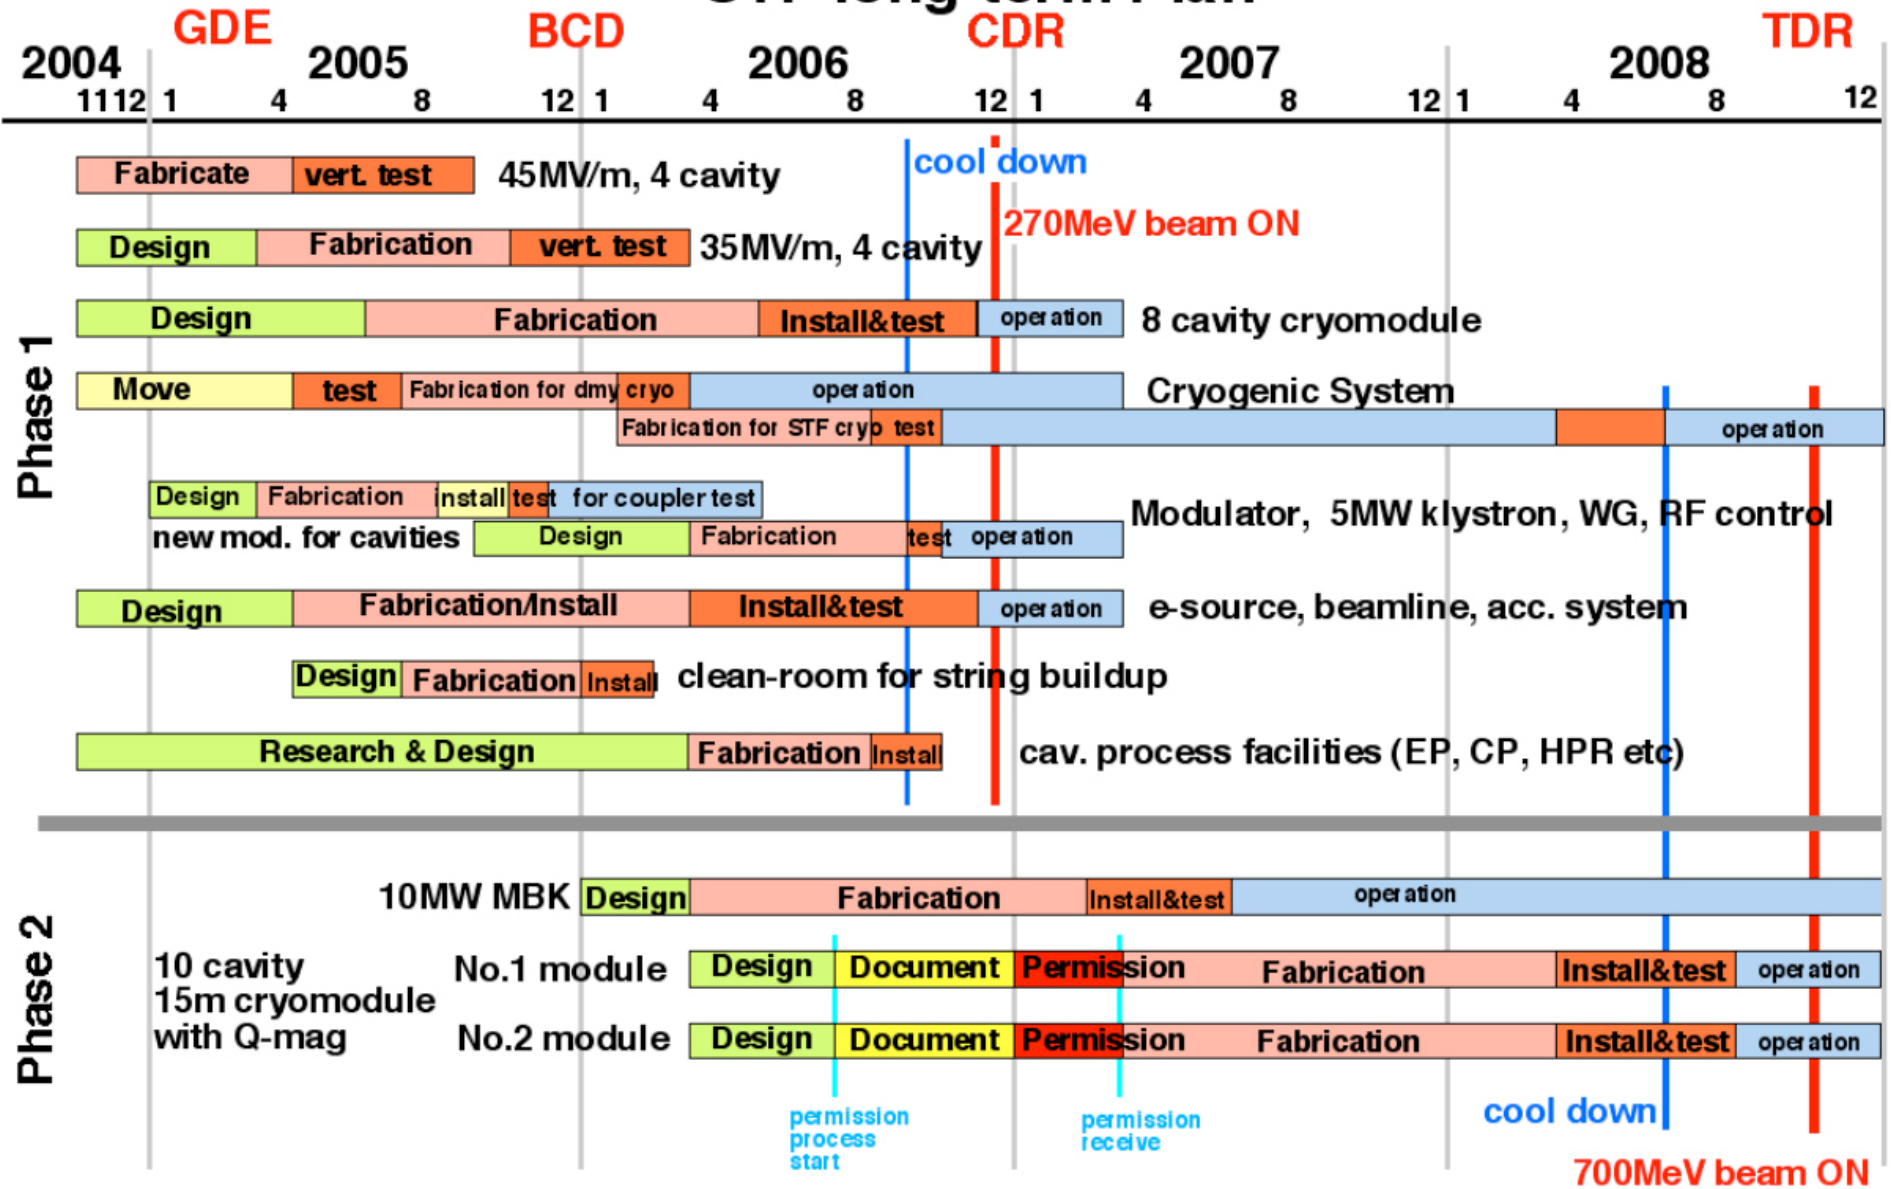 STF long-term Plan
GDE BCD CDR TDR
2004 2005 2006 2007 2008
11 12 1 4 8 12 1 4 8 12 1 4 8 12 1 4 8 12
Phase 1
Fabricate vert. test 45MV/m, 4 cavity
cool down
270MeV beam ON
Design Fabrication vert. test 35MV/m, 4 cavity
Design Fabrication Install&test operation 8 cavity cryomodule
Move test Fabrication for dmy cryo operation Cryogenic System
Fabrication for STF cryo test operation
Design Fabrication install test for coupler test
Modulator, 5MW klystron, WG, RF control
new mod. for cavities Design Fabrication test operation
Design Fabrication/Install Install&test operation e-source, beamline, acc. system
Design Fabrication Install clean-room for string buildup
Research & Design Fabrication Install cav. process facilities (EP, CP, HPR etc)
Phase 2
10MW MBK Design Fabrication Install&test operation
10 cavity
15m cryomodule
with Q-mag
No.1 module Design Document Permission Fabrication Install&test operation
No.2 module Design Document Permission Fabrication Install&test operation
permission
process
start
permission
receive
cool down
700MeV beam ON